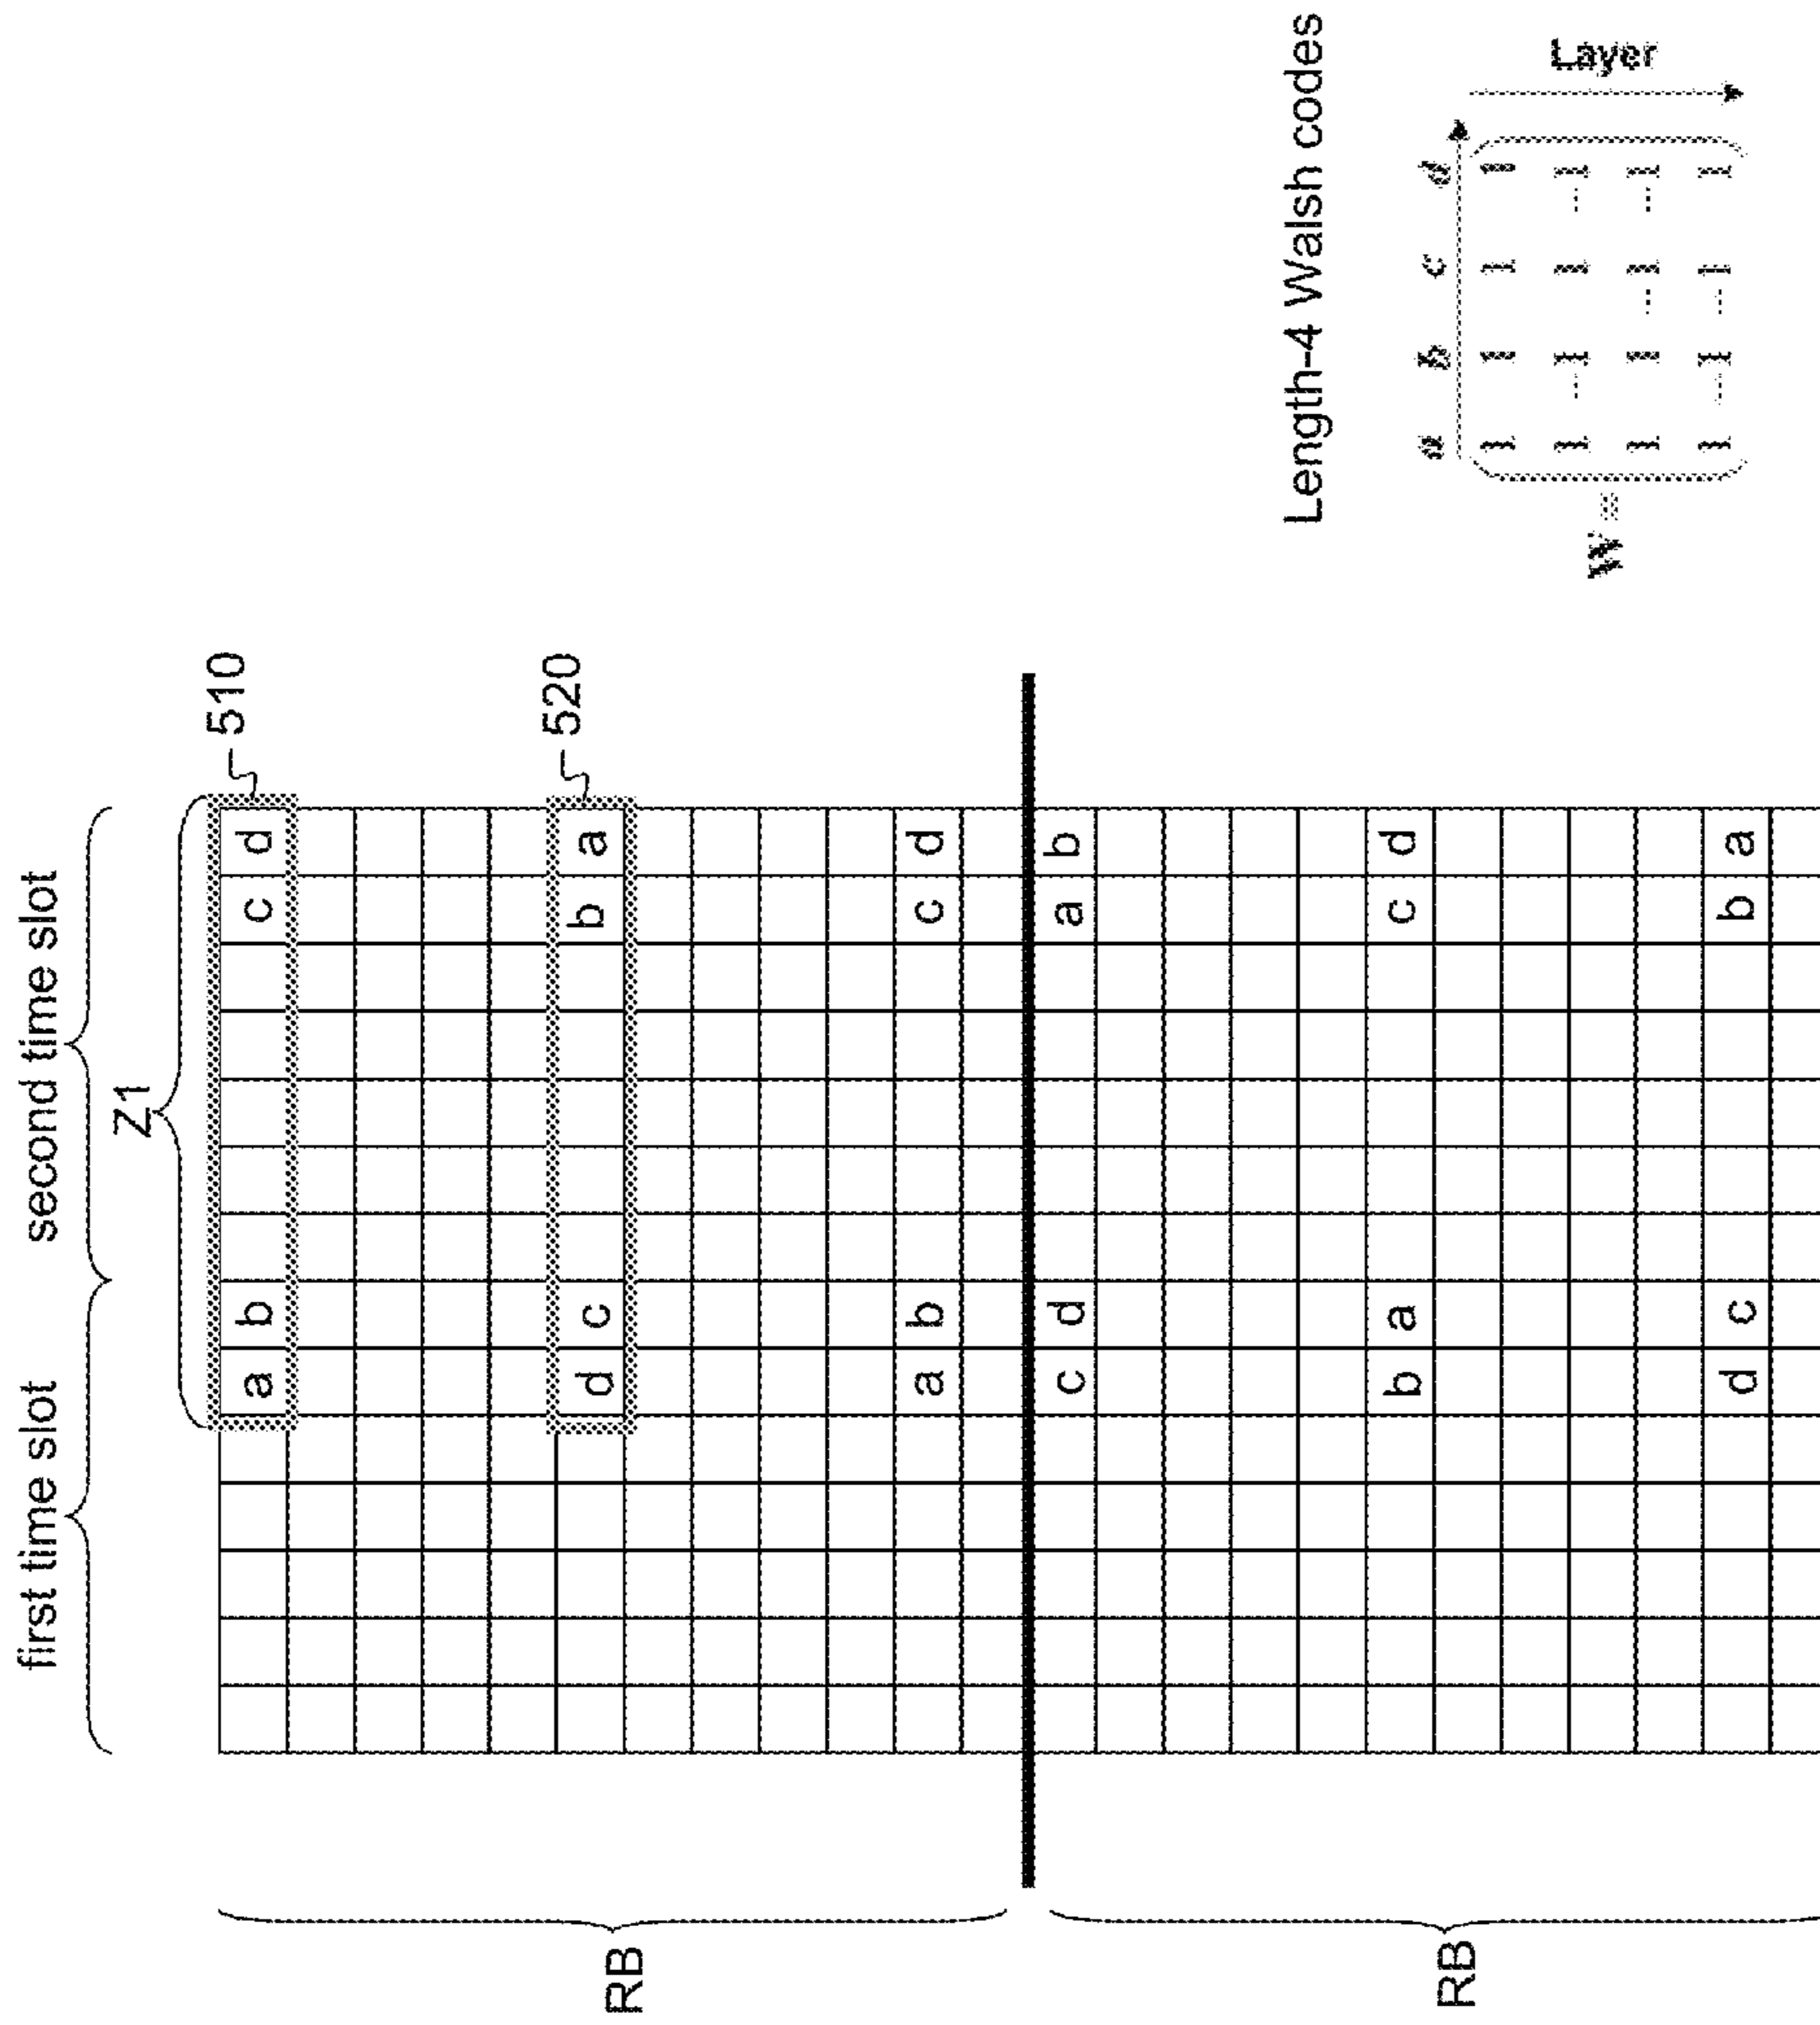 first time slot second time slot
Z1
a b c d 510
RB
d c b a 520
a b c d
c d a b
RB
b a c d
d c b a
Length-4 Walsh codes
a b c d
W = 1 1 1 1
1 -1 1 -1
1 1 -1 -1
1 -1 -1 1
Layer